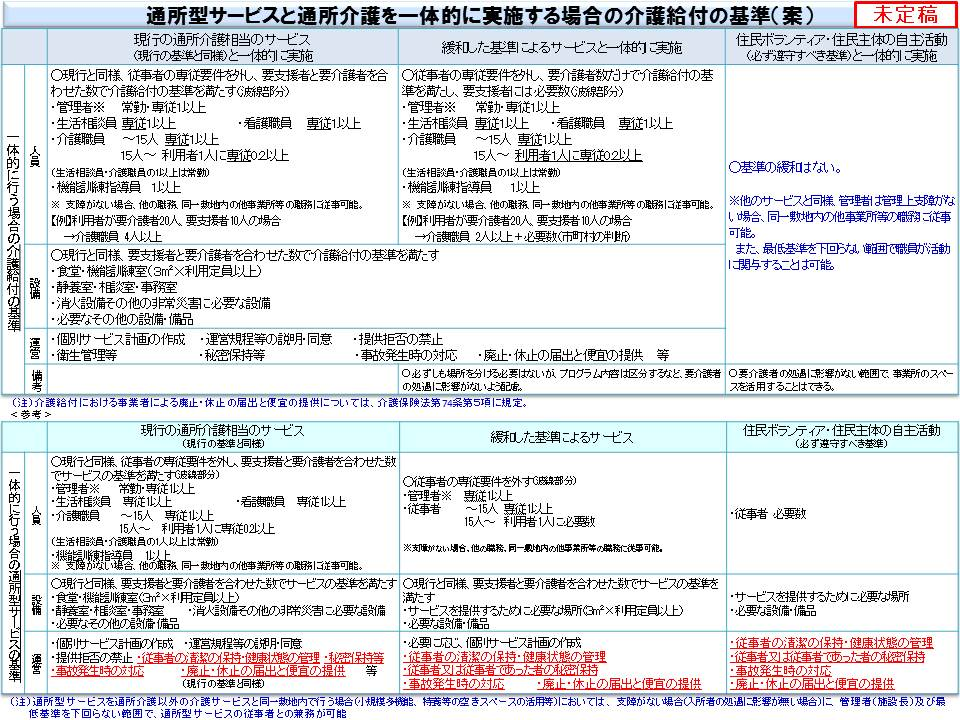 通所型サービスと通所介護を一体的に実施する場合の介護給付の基準(案)
未定稿
現行の通所介護相当のサービス
(現行の基準と同様)と一体的に実施
緩和した基準によるサービスと一体的に実施
住民ボランティア・住民主体の自主活動
(必ず遵守すべき基準)と一体的に実施
一体的に行う場合の介護給付の基準
人員
○現行と同様、従事者の専従要件を外し、要支援者と要介護者を合
わせた数で介護給付の基準を満たす(波線部分)
・管理者※ 常勤・専従1以上
・生活相談員 専従1以上 ・看護職員 専従1以上
・介護職員 ~15人 専従1以上
15人~ 利用者1人に専従0.2以上
(生活相談員・介護職員の1以上は常勤)
・機能訓練指導員 1以上
※ 支障がない場合、他の職務、同一敷地内の他事業所等の職務に従事可能。
【例】利用者が要介護者20人、要支援者10人の場合
→介護職員 4人以上
○従事者の専従要件を外し、要介護者数だけで介護給付の基
準を満たし、要支援者には必要数(波線部分)
・管理者※ 常勤・専従1以上
・生活相談員 専従1以上 ・看護職員 専従1以上
・介護職員 ~15人 専従1以上
15人~ 利用者1人に専従0.2以上
(生活相談員・介護職員の1以上は常勤)
・機能訓練指導員 1以上
※ 支障がない場合、他の職務、同一敷地内の他事業所等の職務に従事可能。
【例】利用者が要介護者20人、要支援者10人の場合
→介護職員 2人以上+必要数(市町村の判断)
○基準の緩和はない。
※他のサービスと同様、管理者は管理上支障がな
い場合、同一敷地内の他事業所等の職務に従事
可能。
また、最低基準を下回らない範囲で職員が活動
に関与することは可能。
設備
○現行と同様、要支援者と要介護者を合わせた数で介護給付の基準を満たす
・食堂・機能訓練室(3㎡×利用定員以上)
・静養室・相談室・事務室
・消火設備その他の非常災害に必要な設備
・必要なその他の設備・備品
運営
・個別サービス計画の作成 ・運営規程等の説明・同意 ・提供拒否の禁止
・衛生管理等 ・秘密保持等 ・事故発生時の対応 ・廃止・休止の届出と便宜の提供 等
備考
○必ずしも場所を分ける必要はないが、プログラム内容は区分するなど、要介護者
の処遇に影響がないよう配慮。
○要介護者の処遇に影響がない範囲で、事業所のスペー
スを活用することはできる。
(注)介護給付における事業者による廃止・休止の届出と便宜の提供については、介護保険法第74条第5項に規定。
<参考>
現行の通所介護相当のサービス
(現行の基準と同様)
緩和した基準によるサービス
住民ボランティア・住民主体の自主活動
(必ず遵守すべき基準)
一体的に行う場合の通所型サービスの基準
人員
○現行と同様、従事者の専従要件を外し、要支援者と要介護者を合わせた数
でサービスの基準を満たす(波線部分)
・管理者※ 常勤・専従1以上
・生活相談員 専従1以上 ・看護職員 専従1以上
・介護職員 ~15人 専従1以上
15人~ 利用者1人に専従0.2以上
(生活相談員・介護職員の1人以上は常勤)
・機能訓練指導員 1以上
※ 支障がない場合、他の職務、同一敷地内の他事業所等の職務に従事可能。
○従事者の専従要件を外す(波線部分)
・管理者※ 専従1以上
・従事者 ~15人 専従1以上
15人~ 利用者1人に必要数
※支障がない場合、他の職務、同一敷地内の他事業所等の職務に従事可能。
・従事者 必要数
設備
○現行と同様、要支援者と要介護者を合わせた数でサービスの基準を満たす
・食堂・機能訓練室(3㎡×利用定員以上)
・静養室・相談室・事務室 ・消火設備その他の非常災害に必要な設備
・必要なその他の設備・備品
○現行と同様、要支援者と要介護者を合わせた数でサービスの基準を
満たす
・サービスを提供するために必要な場所(3㎡×利用定員以上)
・必要な設備・備品
・サービスを提供するために必要な場所
・必要な設備・備品
運営
・個別サービス計画の作成 ・運営規程等の説明・同意
・提供拒否の禁止 ・従事者の清潔の保持・健康状態の管理 ・秘密保持等
・事故発生時の対応 ・廃止・休止の届出と便宜の提供 等
(現行の基準と同様)
・必要に応じ、個別サービス計画の作成
・従事者の清潔の保持・健康状態の管理
・従事者又は従事者であった者の秘密保持
・事故発生時の対応 ・廃止・休止の届出と便宜の提供
・従事者の清潔の保持・健康状態の管理
・従事者又は従事者であった者の秘密保持
・事故発生時の対応
・廃止・休止の届出と便宜の提供
(注)通所型サービスを通所介護以外の介護サービスと同一敷地内で行う場合(小規模多機能、特養等の空きスペースの活用等)においては、支障がない場合(入所者の処遇に影響が無い場合)に、管理者(施設長)及び最
低基準を下回らない範囲で、通所型サービスの従事者との兼務が可能